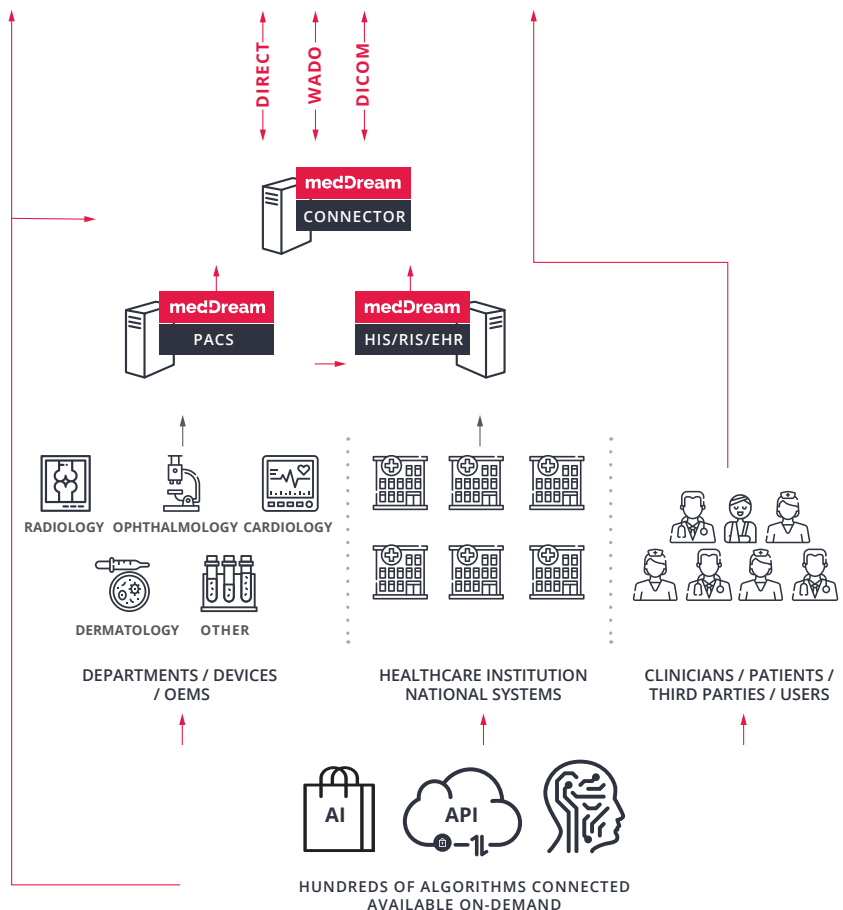 DIRECT
WADO
DICOM
medDream
CONNECTOR
medDream
PACS
medDream
HIS/RIS/EHR
RADIOLOGY
OPHTHALMOLOGY
CARDIOLOGY
DERMATOLOGY
OTHER
DEPARTMENTS / DEVICES
/ OEMS
HEALTHCARE INSTITUTION
NATIONAL SYSTEMS
CLINICIANS / PATIENTS /
THIRD PARTIES / USERS
AI
API
HUNDREDS OF ALGORITHMS CONNECTED
AVAILABLE ON-DEMAND